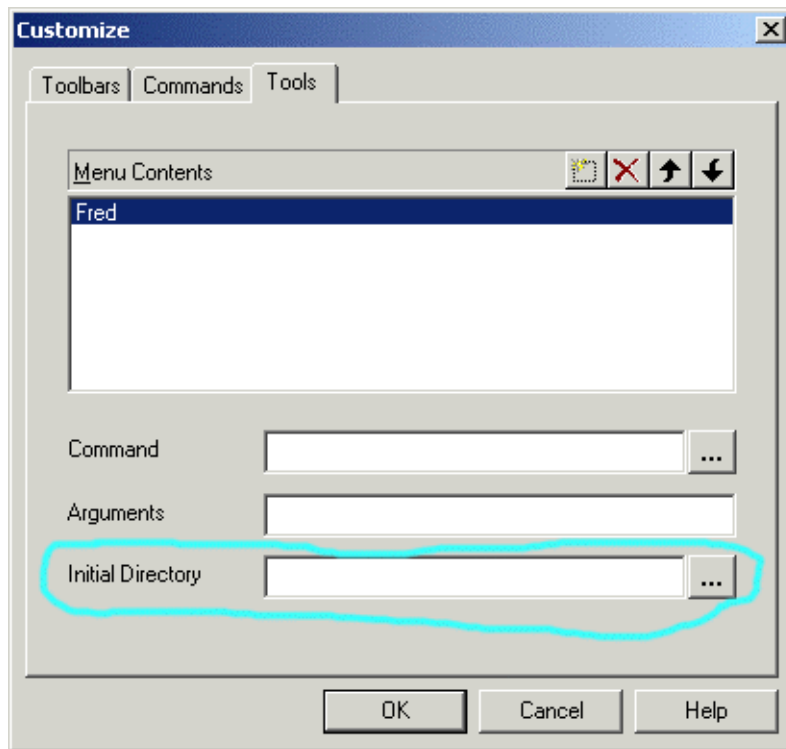 Customize
Toolbars Commands Tools
Menu Contents
Fred
Command ...
Arguments
Initial Directory ...
OK Cancel Help